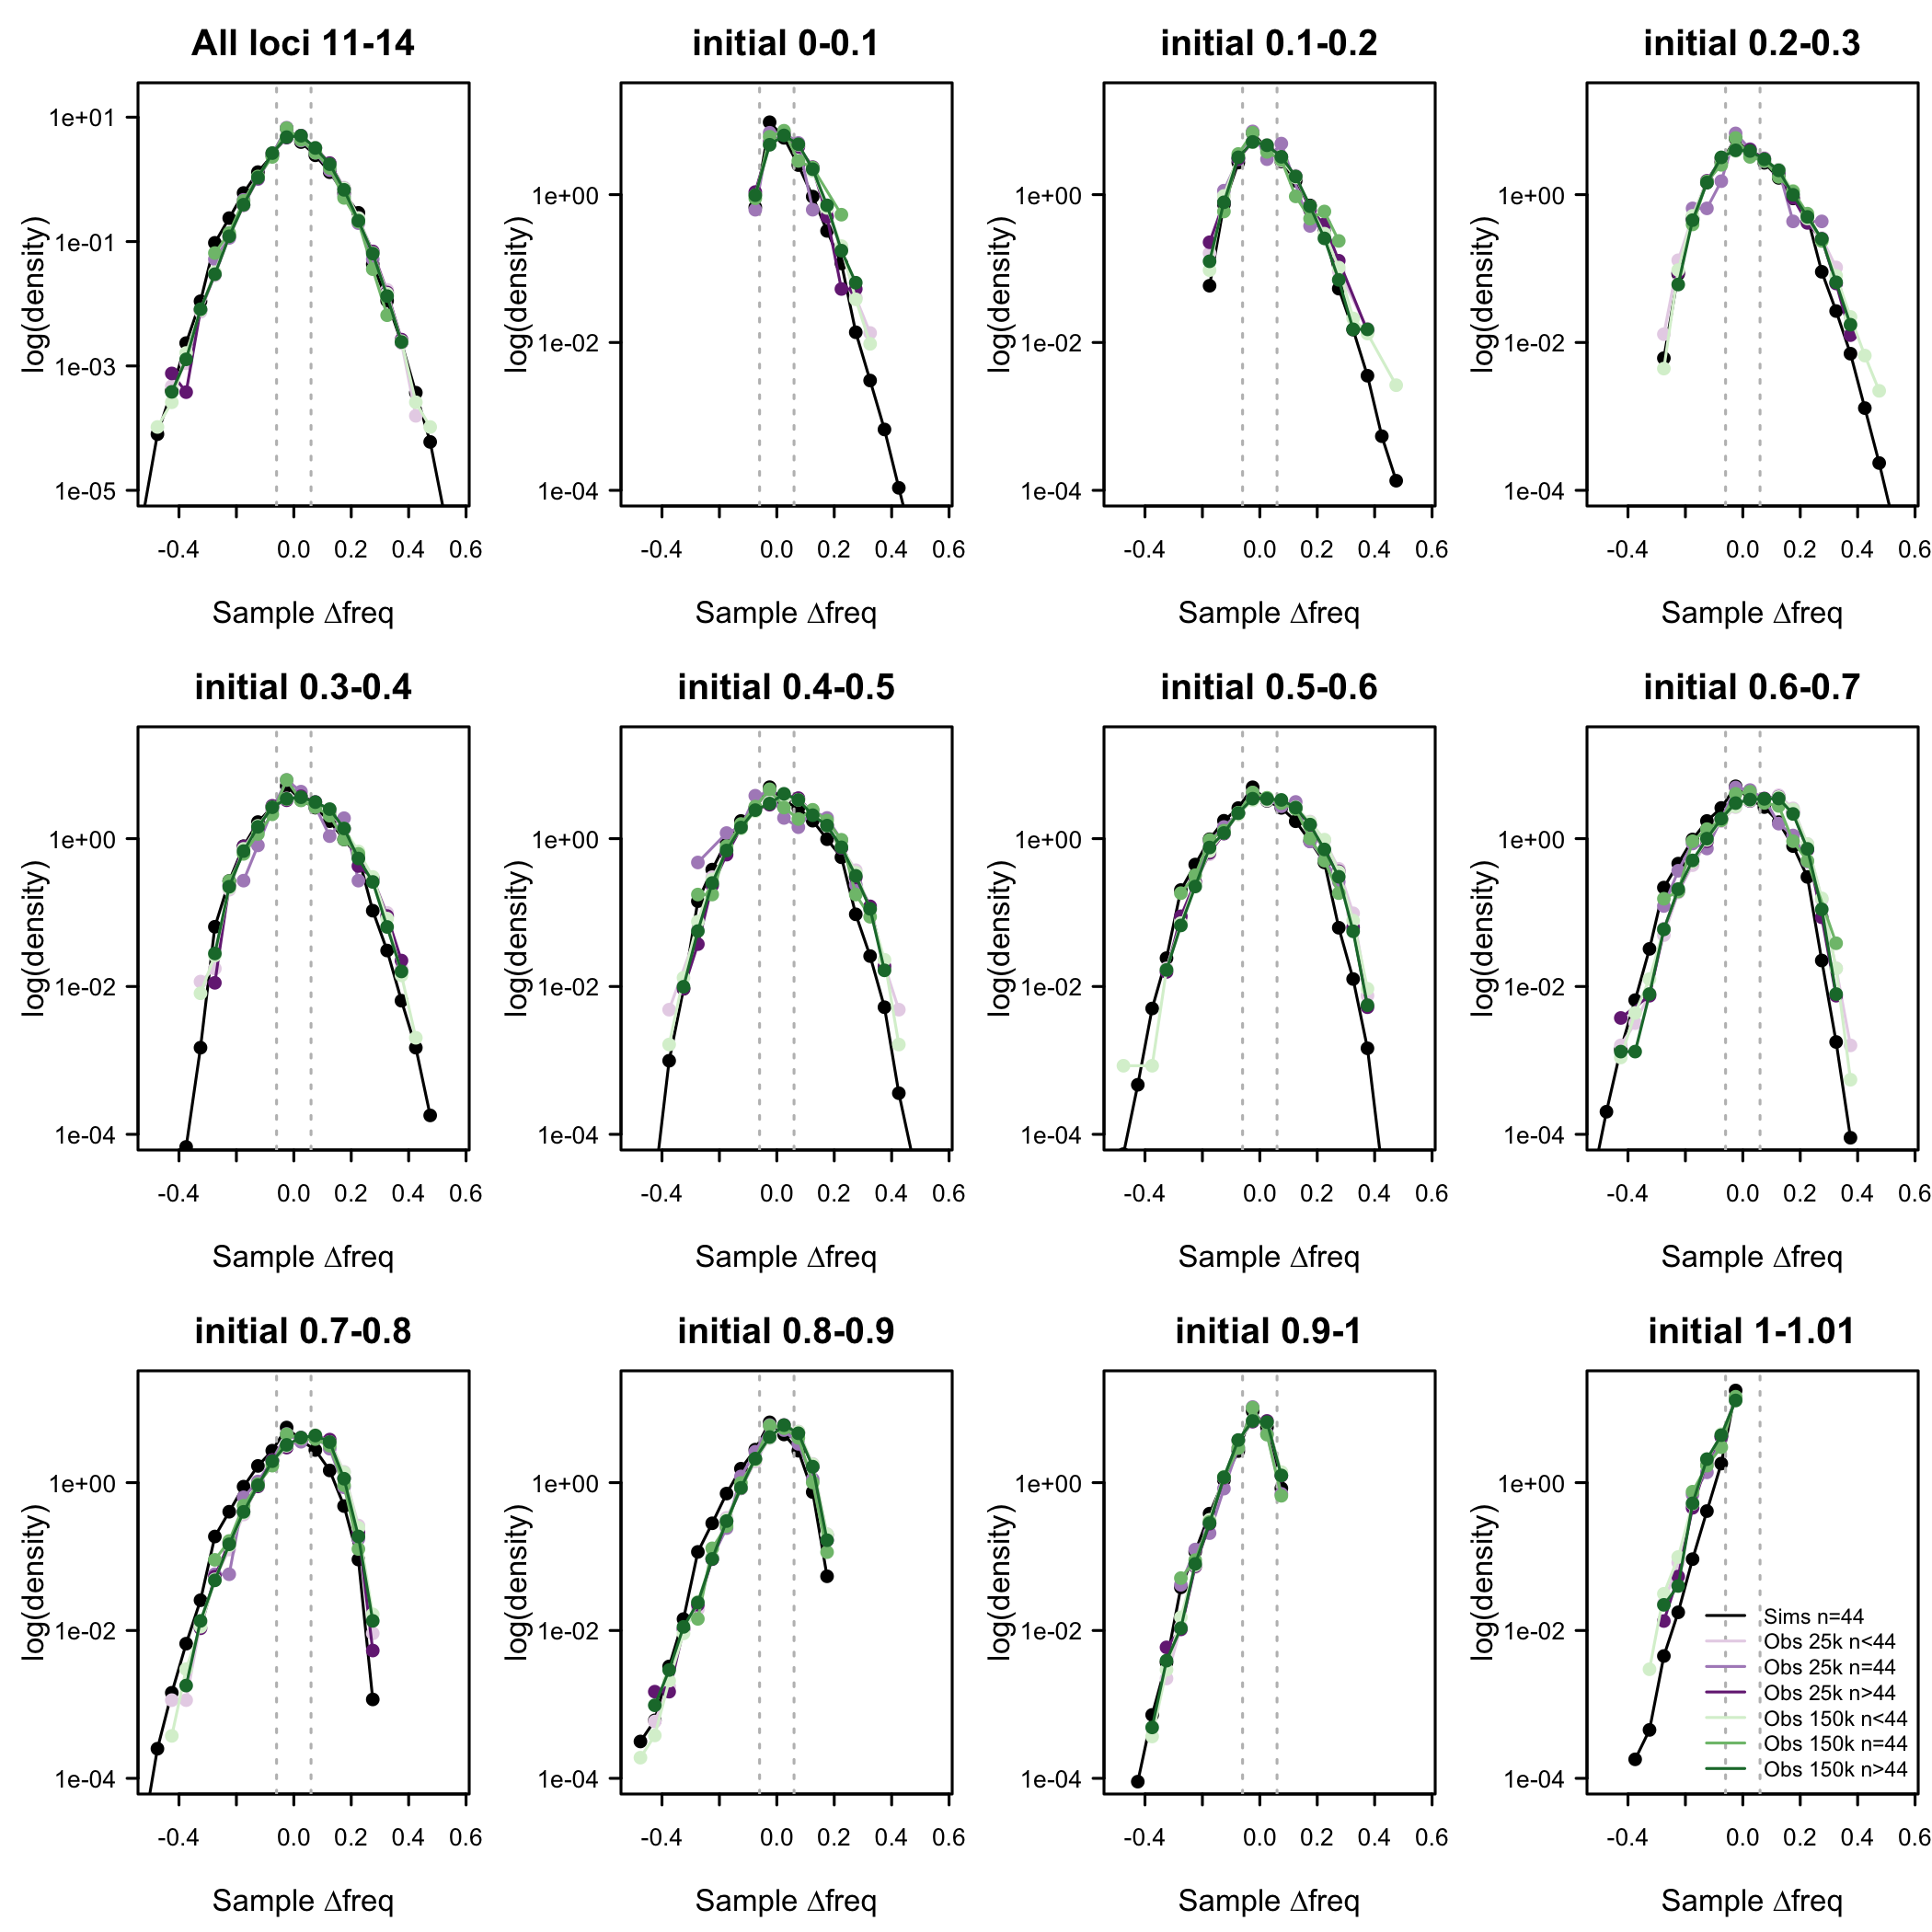 All loci 11-14
initial 0-0.1
initial 0.1-0.2
initial 0.2-0.3
log(density)
1e+01
1e-01
1e-03
1e-05
-0.4 0.0 0.2 0.4 0.6
Sample Δfreq
log(density)
1e+00
1e-02
1e-04
-0.4 0.0 0.2 0.4 0.6
Sample Δfreq
log(density)
1e+00
1e-02
1e-04
-0.4 0.0 0.2 0.4 0.6
Sample Δfreq
log(density)
1e+00
1e-02
1e-04
-0.4 0.0 0.2 0.4 0.6
Sample Δfreq
initial 0.3-0.4
initial 0.4-0.5
initial 0.5-0.6
initial 0.6-0.7
log(density)
1e+00
1e-02
1e-04
-0.4 0.0 0.2 0.4 0.6
Sample Δfreq
log(density)
1e+00
1e-02
1e-04
-0.4 0.0 0.2 0.4 0.6
Sample Δfreq
log(density)
1e+00
1e-02
1e-04
-0.4 0.0 0.2 0.4 0.6
Sample Δfreq
log(density)
1e+00
1e-02
1e-04
-0.4 0.0 0.2 0.4 0.6
Sample Δfreq
initial 0.7-0.8
initial 0.8-0.9
initial 0.9-1
initial 1-1.01
log(density)
1e+00
1e-02
1e-04
-0.4 0.0 0.2 0.4 0.6
Sample Δfreq
log(density)
1e+00
1e-02
1e-04
-0.4 0.0 0.2 0.4 0.6
Sample Δfreq
log(density)
1e+00
1e-02
1e-04
-0.4 0.0 0.2 0.4 0.6
Sample Δfreq
log(density)
1e+00
1e-02
1e-04
-0.4 0.0 0.2 0.4 0.6
Sample Δfreq
Sims n=44
Obs 25k n<44
Obs 25k n=44
Obs 25k n>44
Obs 150k n<44
Obs 150k n=44
Obs 150k n>44